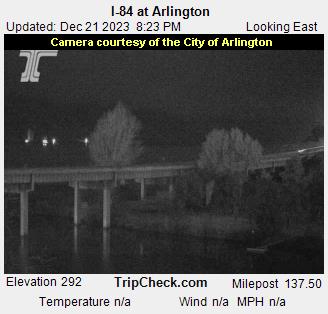 I-84 at Arlington
Updated: Dec 21 2023 8:23 PM Looking East
Camera courtesy of the City of Arlington
Elevation 292 TripCheck.com Milepost 137.50
Temperature n/a Wind n/a MPH n/a